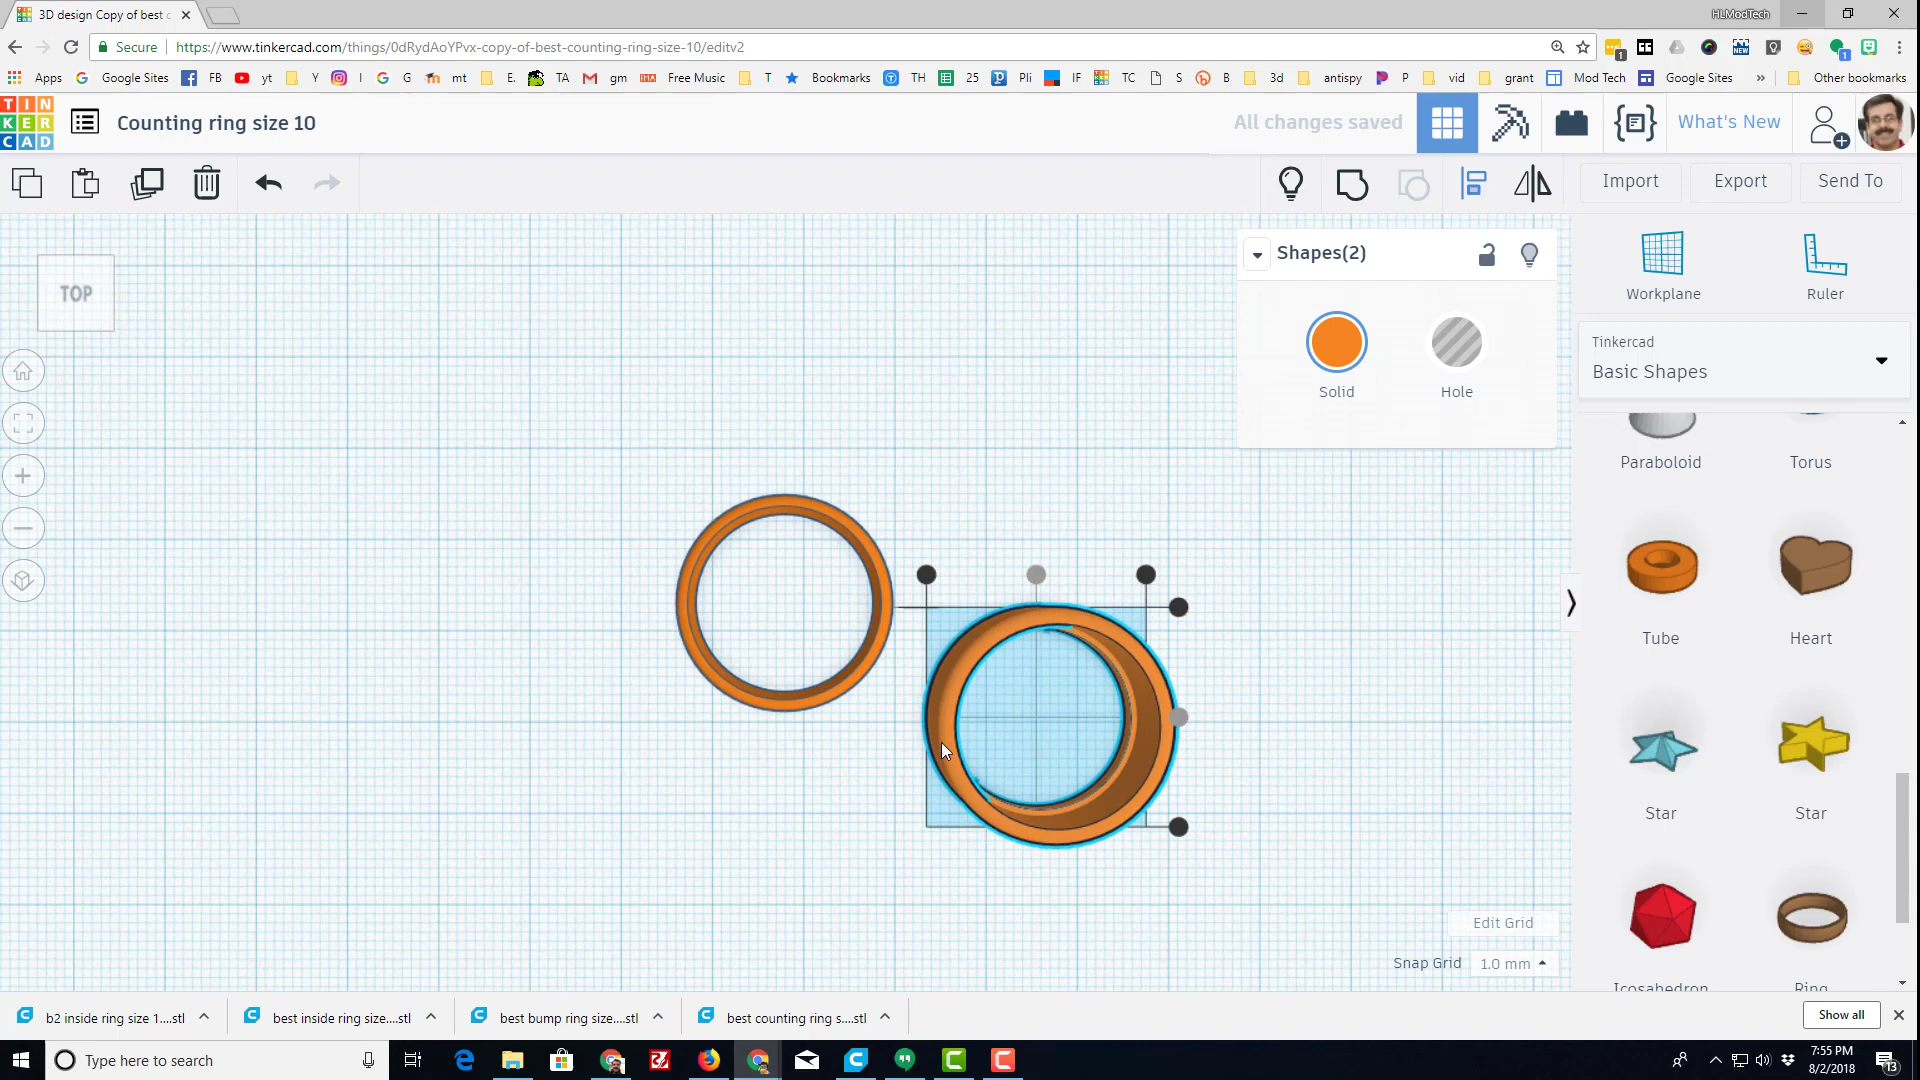 3D design Copy of best c
HLModTech
Secure
https://www.tinkercad.com/things/0dRydAoYPvx-copy-of-best-counting-ring-size-10/editv2
Apps
Google Sites
FB
yt
Y
I
G
mt
E.
TA
gm
Free Music
T
Bookmarks
TH
25
Pli
IF
TC
S
B
3d
antispy
P
vid
grant
Mod Tech
Google Sites
»
Other bookmarks
TIN
KER
CAD
Counting ring size 10
All changes saved
What's New
Import
Export
Send To
TOP
Shapes(2)
Solid
Hole
Workplane
Ruler
Tinkercad
Basic Shapes
Paraboloid
Torus
Tube
Heart
Star
Star
Icosahedron
Ring
Edit Grid
Snap Grid
1.0 mm
b2 inside ring size 1....stl
best inside ring size....stl
best bump ring size....stl
best counting ring s....stl
Show all
Type here to search
7:55 PM
8/2/2018
13